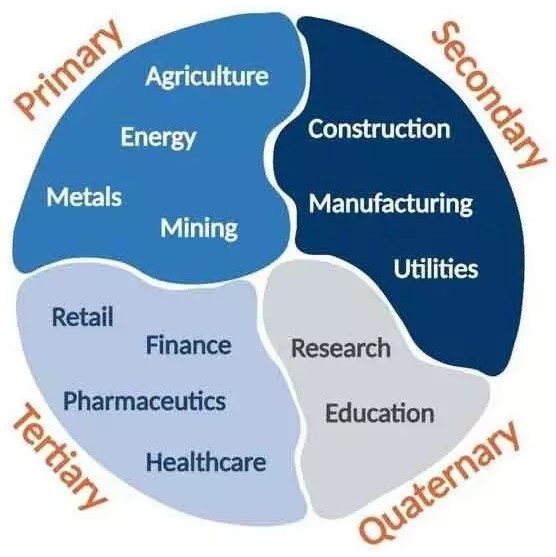 Primary
Agriculture
Energy
Metals
Mining
Secondary
Construction
Manufacturing
Utilities
Tertiary
Retail
Finance
Pharmaceutics
Healthcare
Quaternary
Research
Education